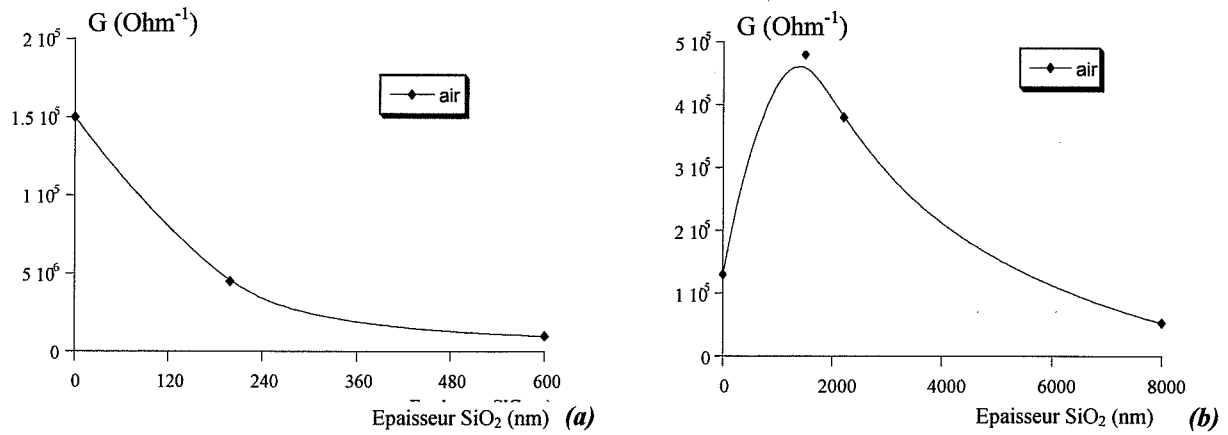 G (Ohm⁻¹)
2 10⁵
1.5 10⁵
1 10⁵
5 10⁶
0
0 120 240 360 480 600
air
Epaisseur SiO₂ (nm) (a)
G (Ohm⁻¹)
5 10⁵
4 10⁵
3 10⁵
2 10⁵
1 10⁵
0
0 2000 4000 6000 8000
air
Epaisseur SiO₂ (nm) (b)